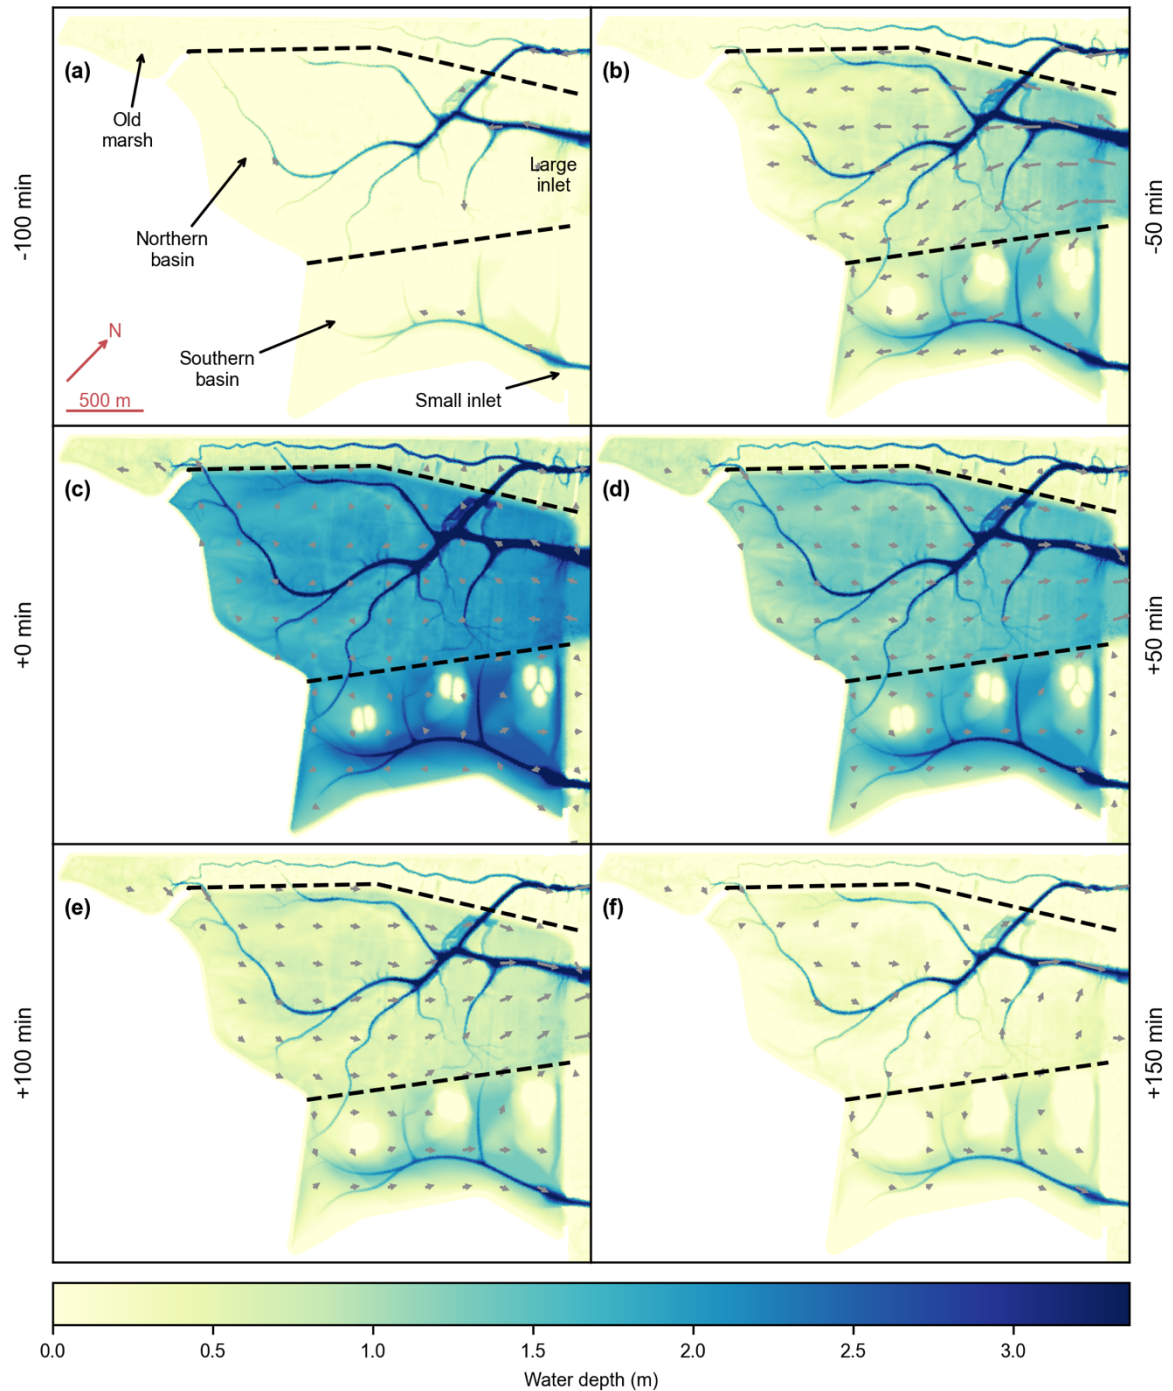 (a)
(b)
Old
marsh
Large
inlet
-100 min
-50 min
Northern
basin
N
500 m
Southern
basin
Small inlet
(c)
(d)
+0 min
+50 min
(e)
(f)
+100 min
+150 min
0.0 0.5 1.0 1.5 2.0 2.5 3.0
Water depth (m)